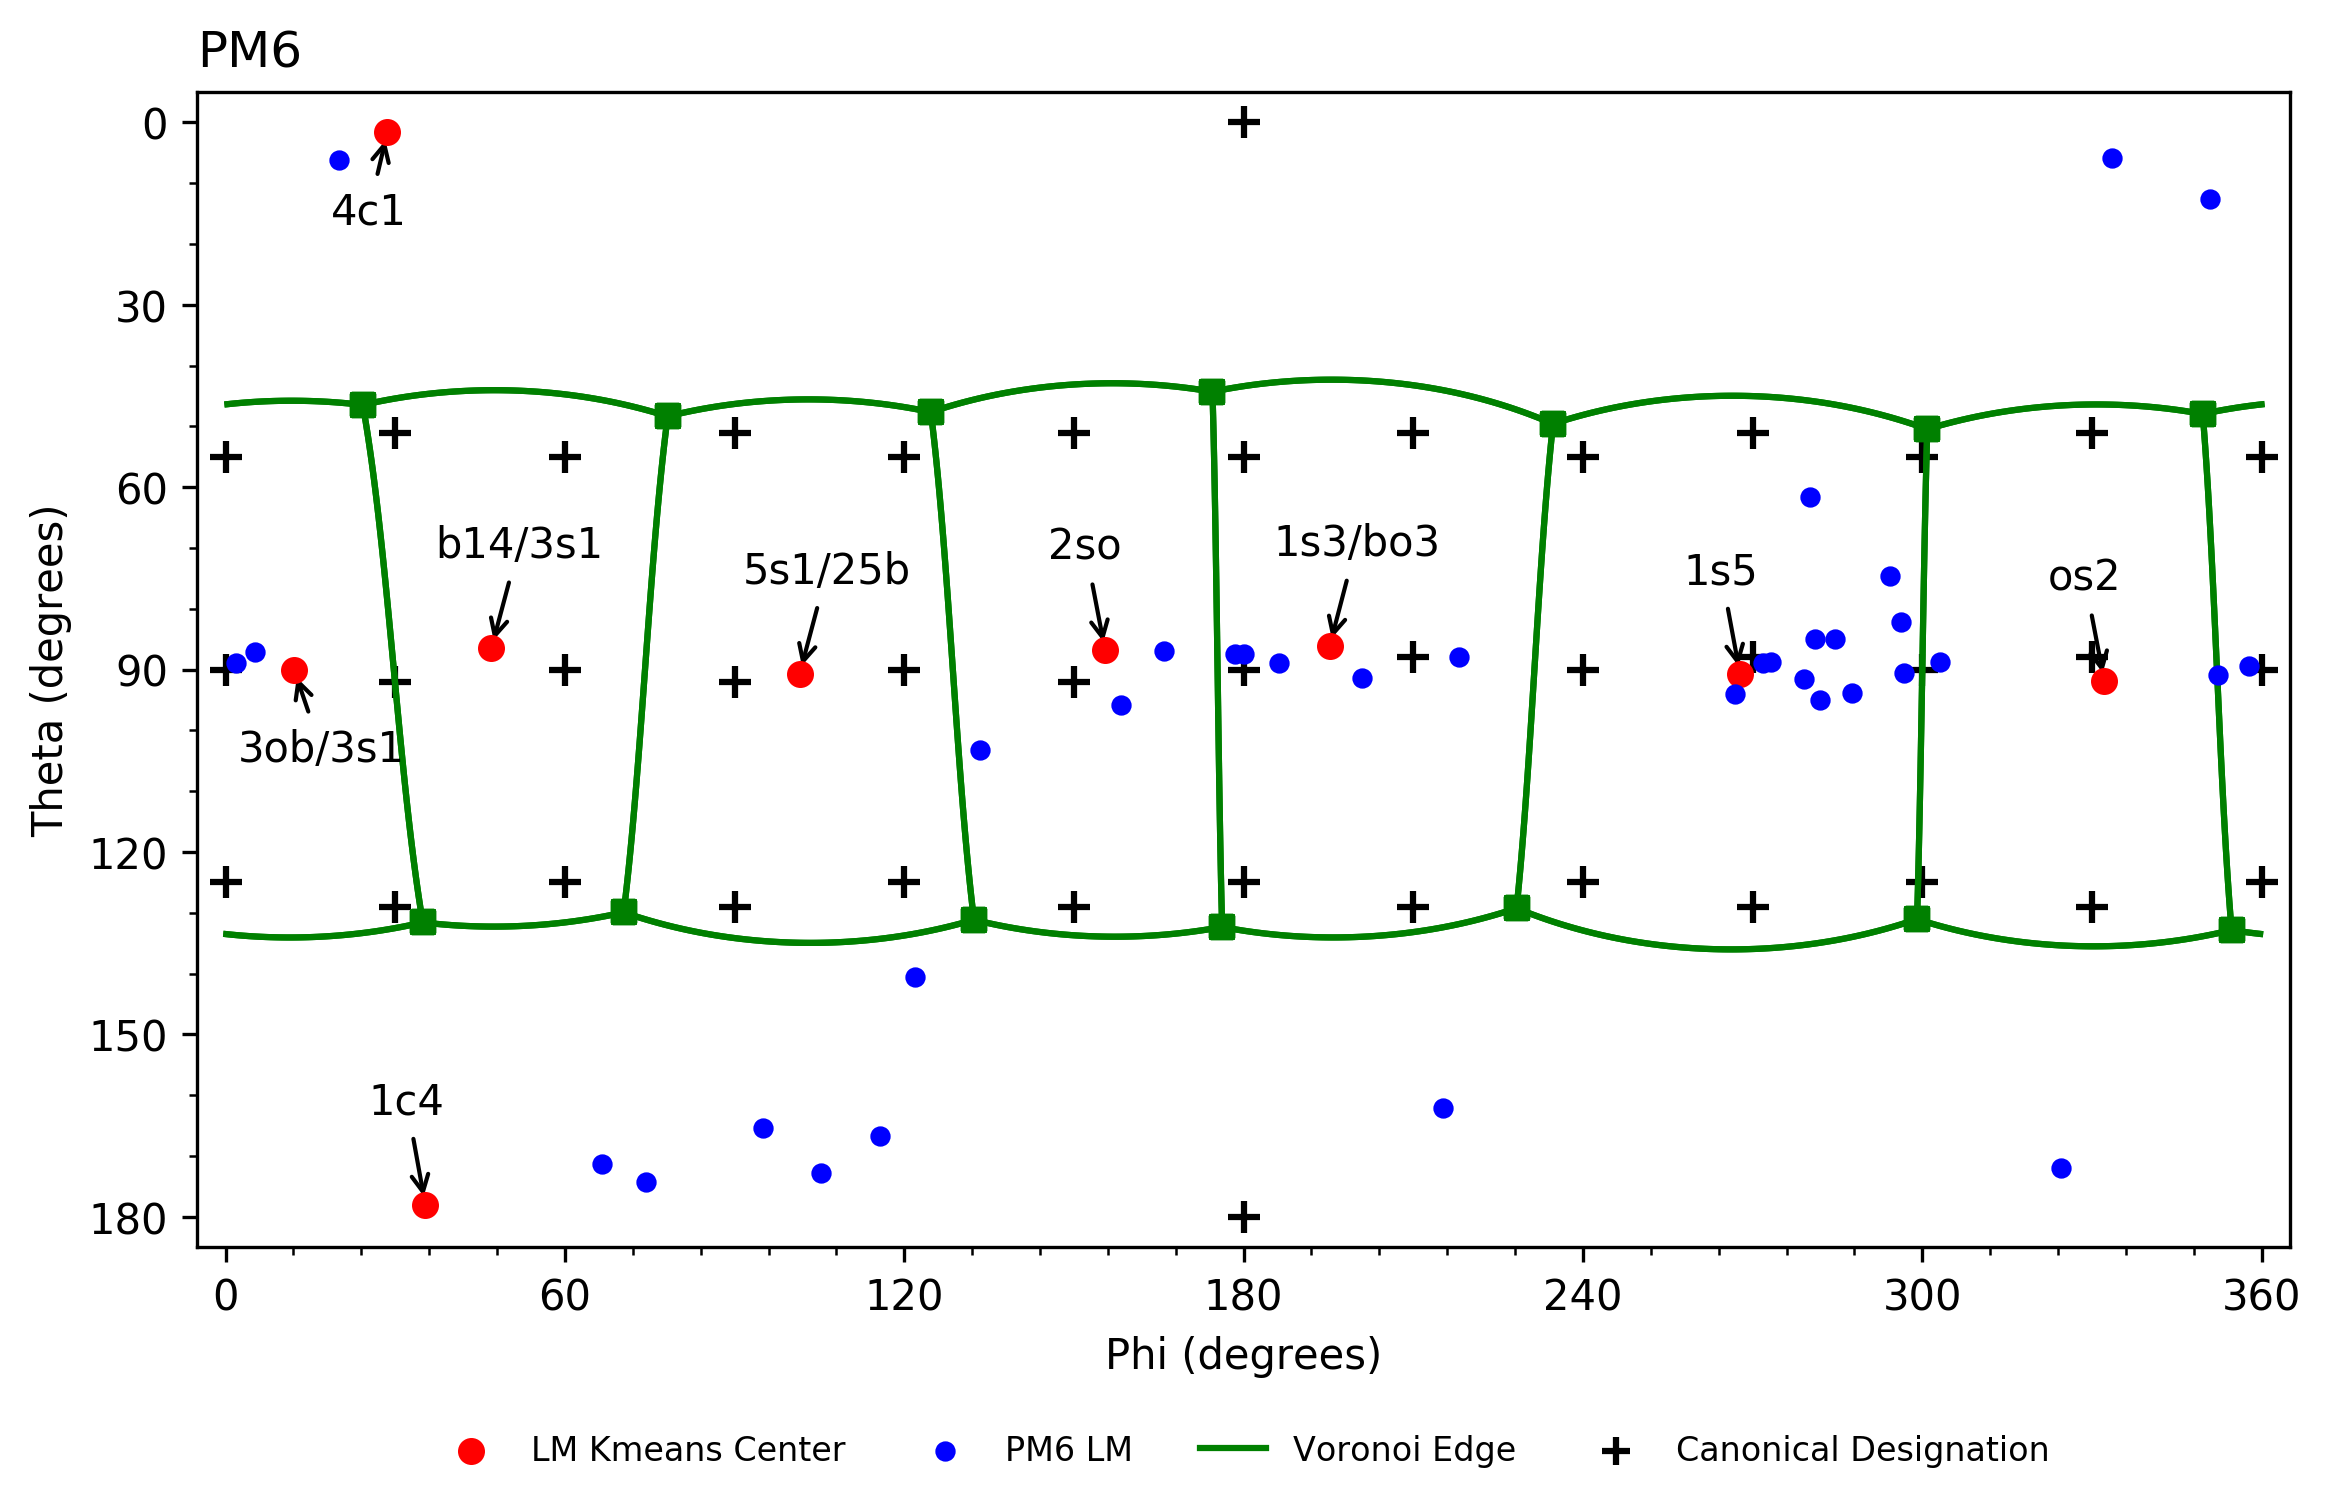 PM6
0
30
60
90
120
150
180
Theta (degrees)
4c1
b14/3s1
5s1/25b
2so
1s3/bo3
1s5
os2
3ob/3s1
1c4
0 60 120 180 240 300 360
Phi (degrees)
LM Kmeans Center PM6 LM Voronoi Edge Canonical Designation